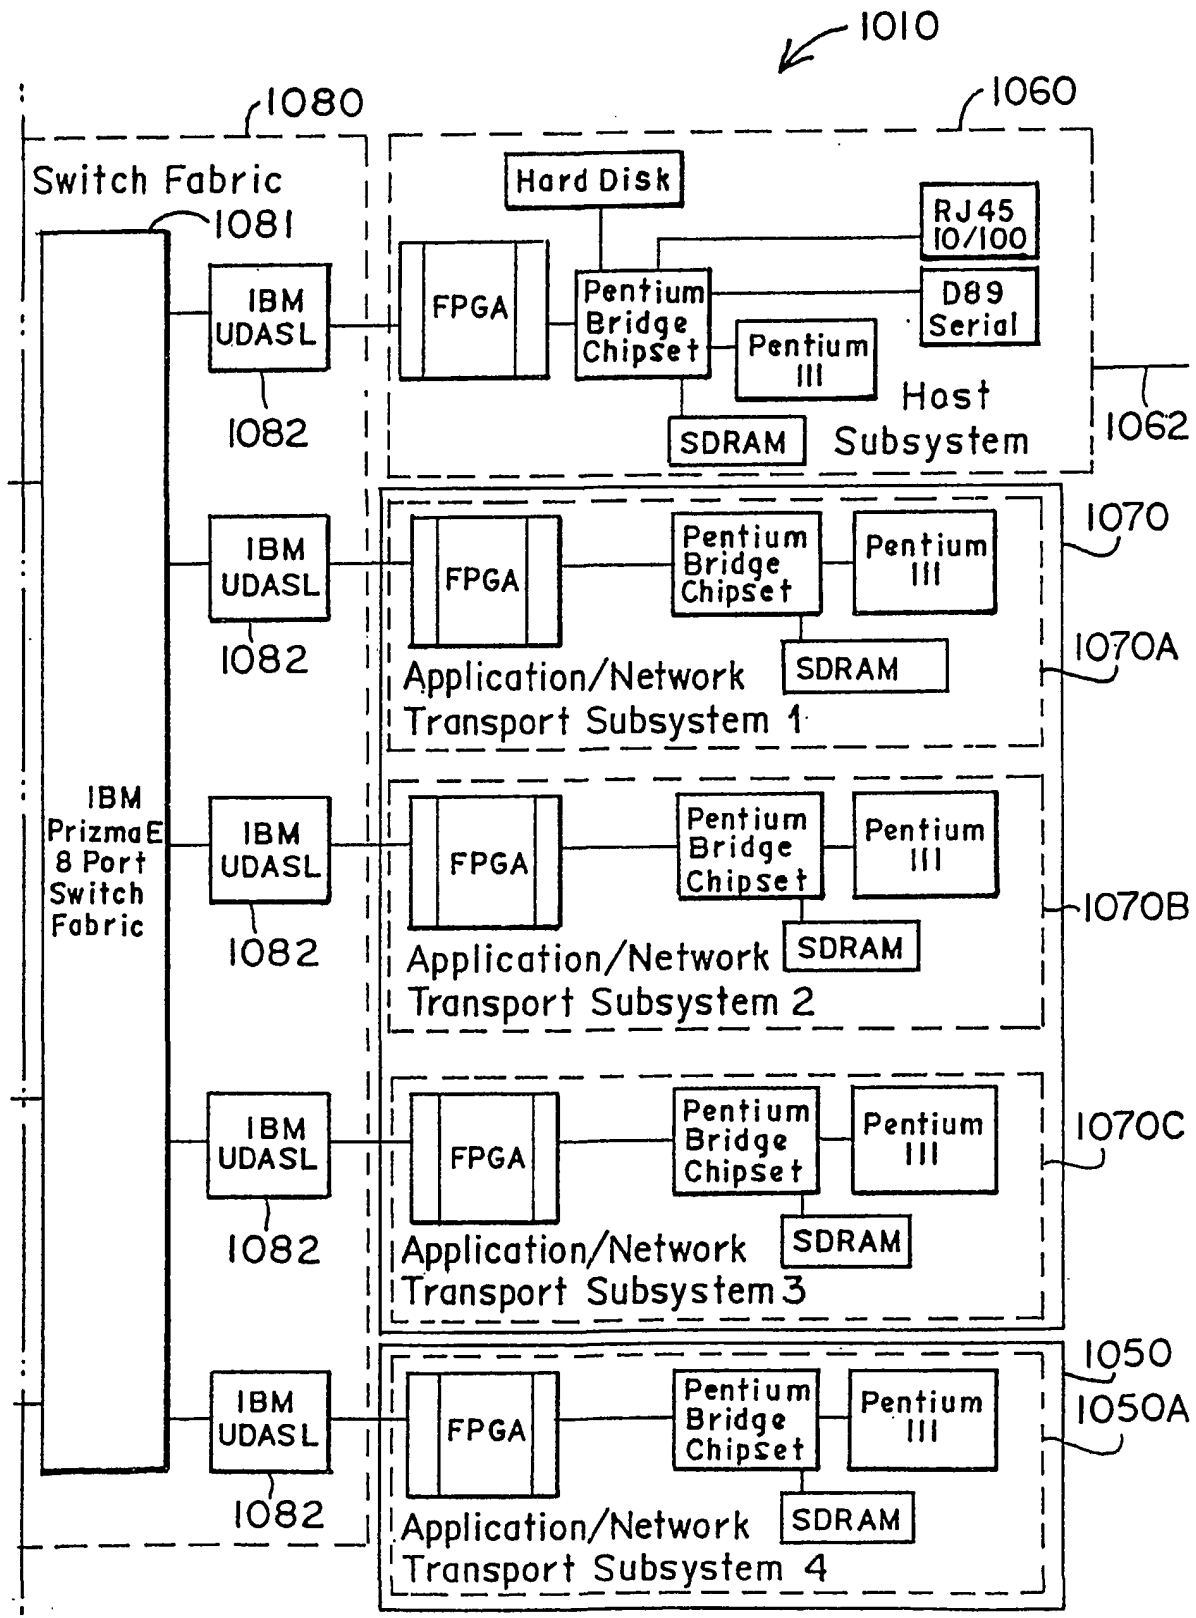 1010
1080
1060
Switch Fabric
1081
Hard Disk
RJ45
10/100
IBM
UDASL
FPGA
Pentium
Bridge
Chipset
D89
Serial
Pentium
III
1082
SDRAM
Host
Subsystem
1062
1070
IBM
UDASL
FPGA
Pentium
Bridge
Chipset
Pentium
III
1082
SDRAM
1070A
Application/Network
Transport Subsystem 1
IBM
PrizmaE
8 Port
Switch
Fabric
IBM
UDASL
FPGA
Pentium
Bridge
Chipset
Pentium
III
1070B
1082
SDRAM
Application/Network
Transport Subsystem 2
IBM
UDASL
FPGA
Pentium
Bridge
Chipset
Pentium
III
1070C
1082
SDRAM
Application/Network
Transport Subsystem 3
1050
IBM
UDASL
FPGA
Pentium
Bridge
Chipset
Pentium
III
1050A
1082
SDRAM
Application/Network
Transport Subsystem 4